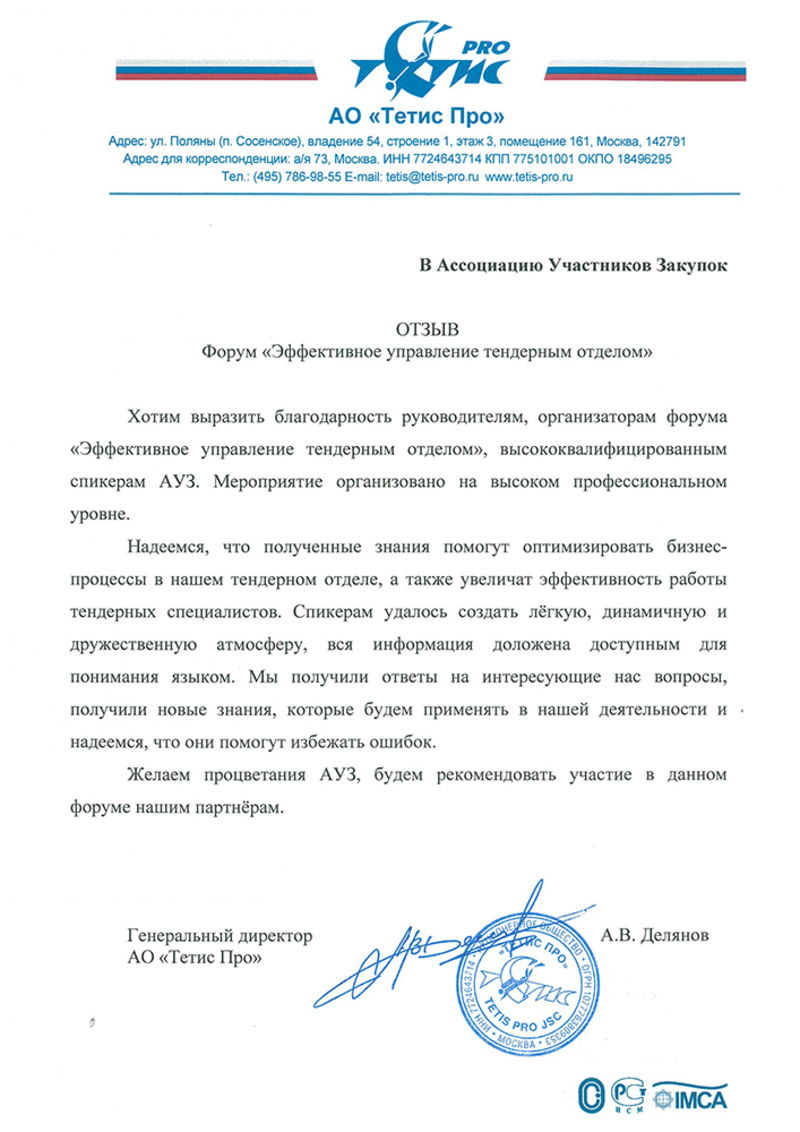 PRO
ТЕТИС
АО «Тетис Про»
Адрес: ул. Поляны (п. Сосенское), владение 54, строение 1, этаж 3, помещение 161, Москва, 142791
Адрес для корреспонденции: а/я 73, Москва. ИНН 7724643714 КПП 775101001 ОКПО 18496295
Тел.: (495) 786-98-55 E-mail: tetis@tetis-pro.ru www.tetis-pro.ru
В Ассоциацию Участников Закупок
ОТЗЫВ
Форум «Эффективное управление тендерным отделом»
Хотим выразить благодарность руководителям, организаторам форума
«Эффективное управление тендерным отделом», высококвалифицированным
спикерам АУЗ. Мероприятие организовано на высоком профессиональном
уровне.
Надеемся, что полученные знания помогут оптимизировать бизнес-
процессы в нашем тендерном отделе, а также увеличат эффективность работы
тендерных специалистов. Спикерам удалось создать лёгкую, динамичную и
дружественную атмосферу, вся информация доложена доступным для
понимания языком. Мы получили ответы на интересующие нас вопросы,
получили новые знания, которые будем применять в нашей деятельности и
надеемся, что они помогут избежать ошибок.
Желаем процветания АУЗ, будем рекомендовать участие в данном
форуме нашим партнёрам.
Генеральный директор
АО «Тетис Про»
А.В. Делянов
ОБЩЕСТВО • ОГРН
ИНН 7724643714
• МОСКВА •
«ТЕТИС ПРО»
ТЕТИС
TETIS PRO JSC
РСТ
ИСМ
IMCA